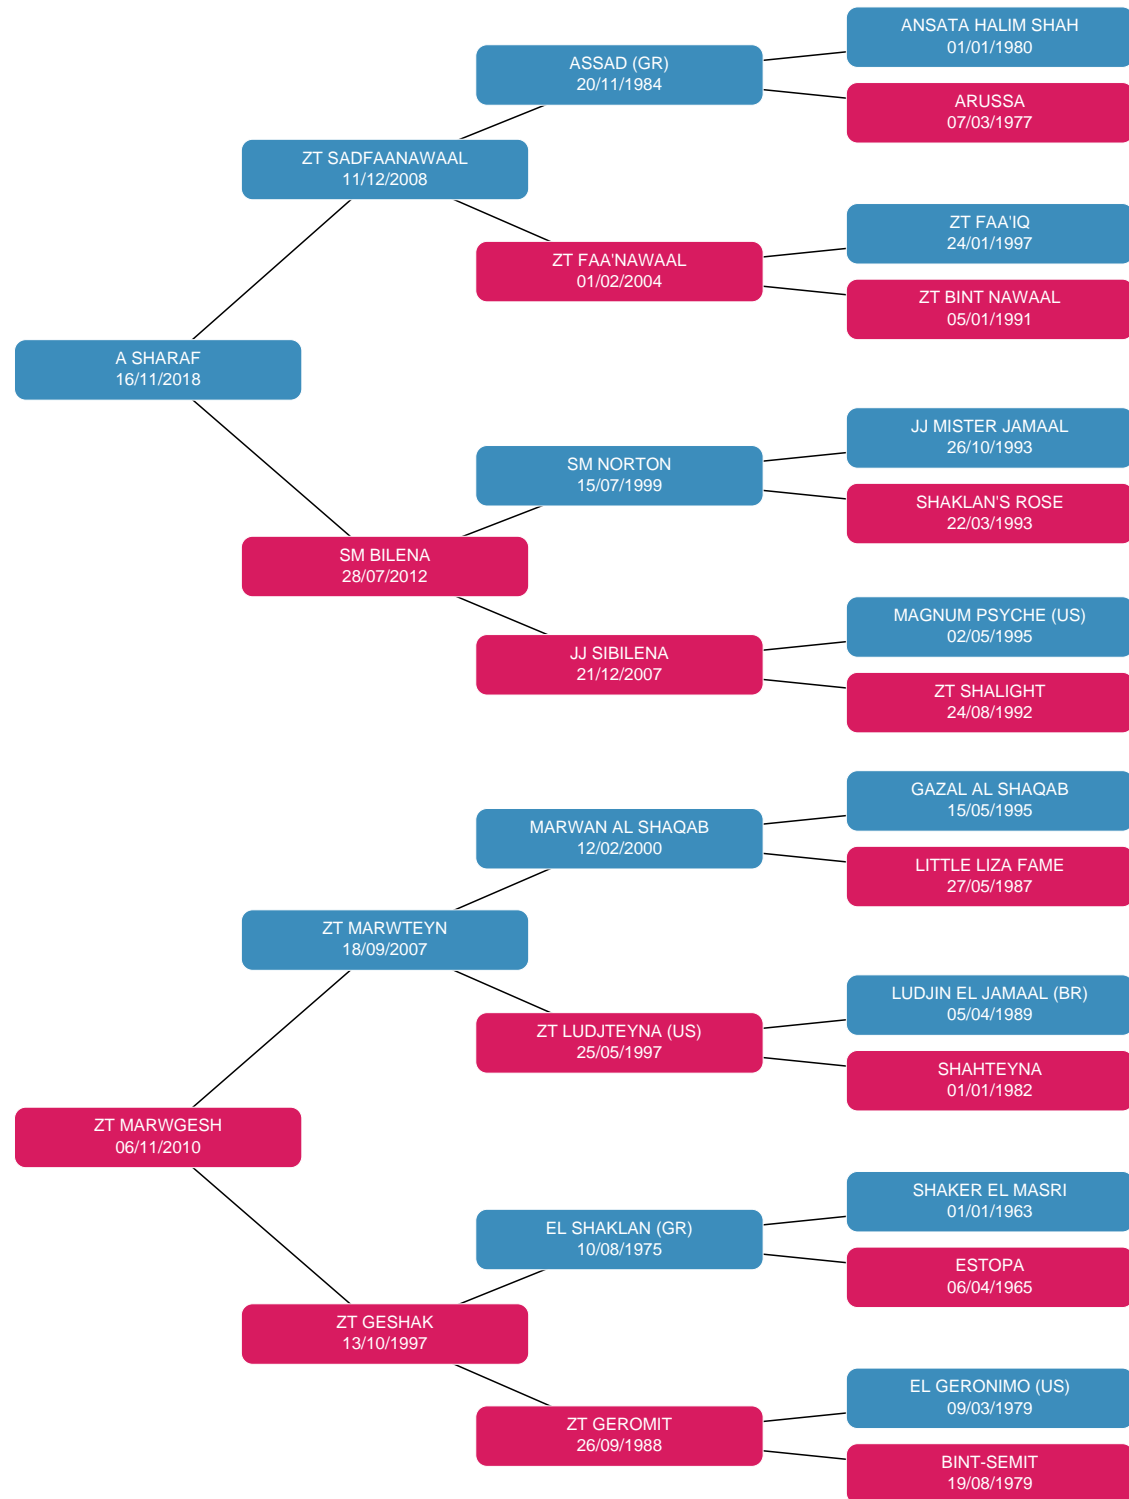 ANSATA HALIM SHAH
01/01/1980
ASSAD (GR)
20/11/1984
ARUSSA
07/03/1977
ZT SADFAANAWAAL
11/12/2008
ZT FAA'IQ
24/01/1997
ZT FAA'NAWAAL
01/02/2004
ZT BINT NAWAAL
05/01/1991
A SHARAF
16/11/2018
JJ MISTER JAMAAL
26/10/1993
SM NORTON
15/07/1999
SHAKLAN'S ROSE
22/03/1993
SM BILENA
28/07/2012
MAGNUM PSYCHE (US)
02/05/1995
JJ SIBILENA
21/12/2007
ZT SHALIGHT
24/08/1992
GAZAL AL SHAQAB
15/05/1995
MARWAN AL SHAQAB
12/02/2000
LITTLE LIZA FAME
27/05/1987
ZT MARWTEYN
18/09/2007
LUDJIN EL JAMAAL (BR)
05/04/1989
ZT LUDJTEYNA (US)
25/05/1997
SHAHTEYNA
01/01/1982
ZT MARWGESH
06/11/2010
SHAKER EL MASRI
01/01/1963
EL SHAKLAN (GR)
10/08/1975
ESTOPA
06/04/1965
ZT GESHAK
13/10/1997
EL GERONIMO (US)
09/03/1979
ZT GEROMIT
26/09/1988
BINT-SEMIT
19/08/1979